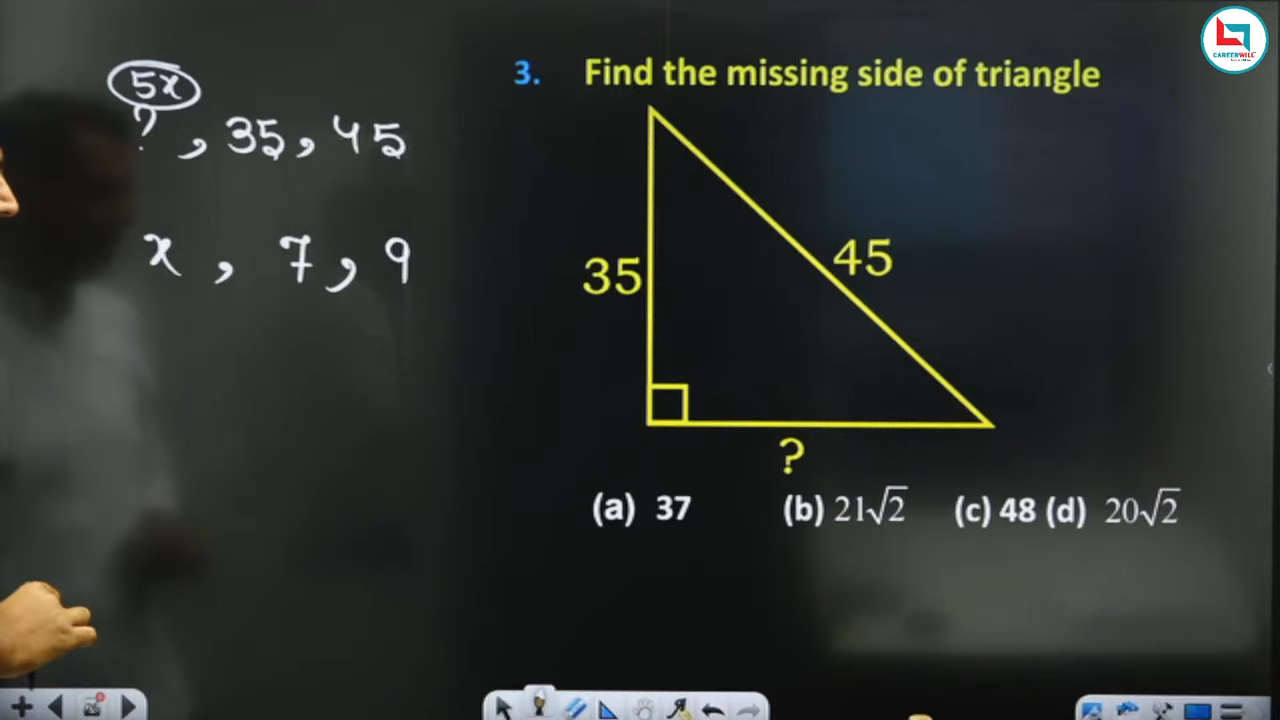 CAREERWILL
3. Find the missing side of triangle
5x
? , 35 , 45
x , 7 , 9
35
45
?
(a) 37 (b) 21√2 (c) 48 (d) 20√2